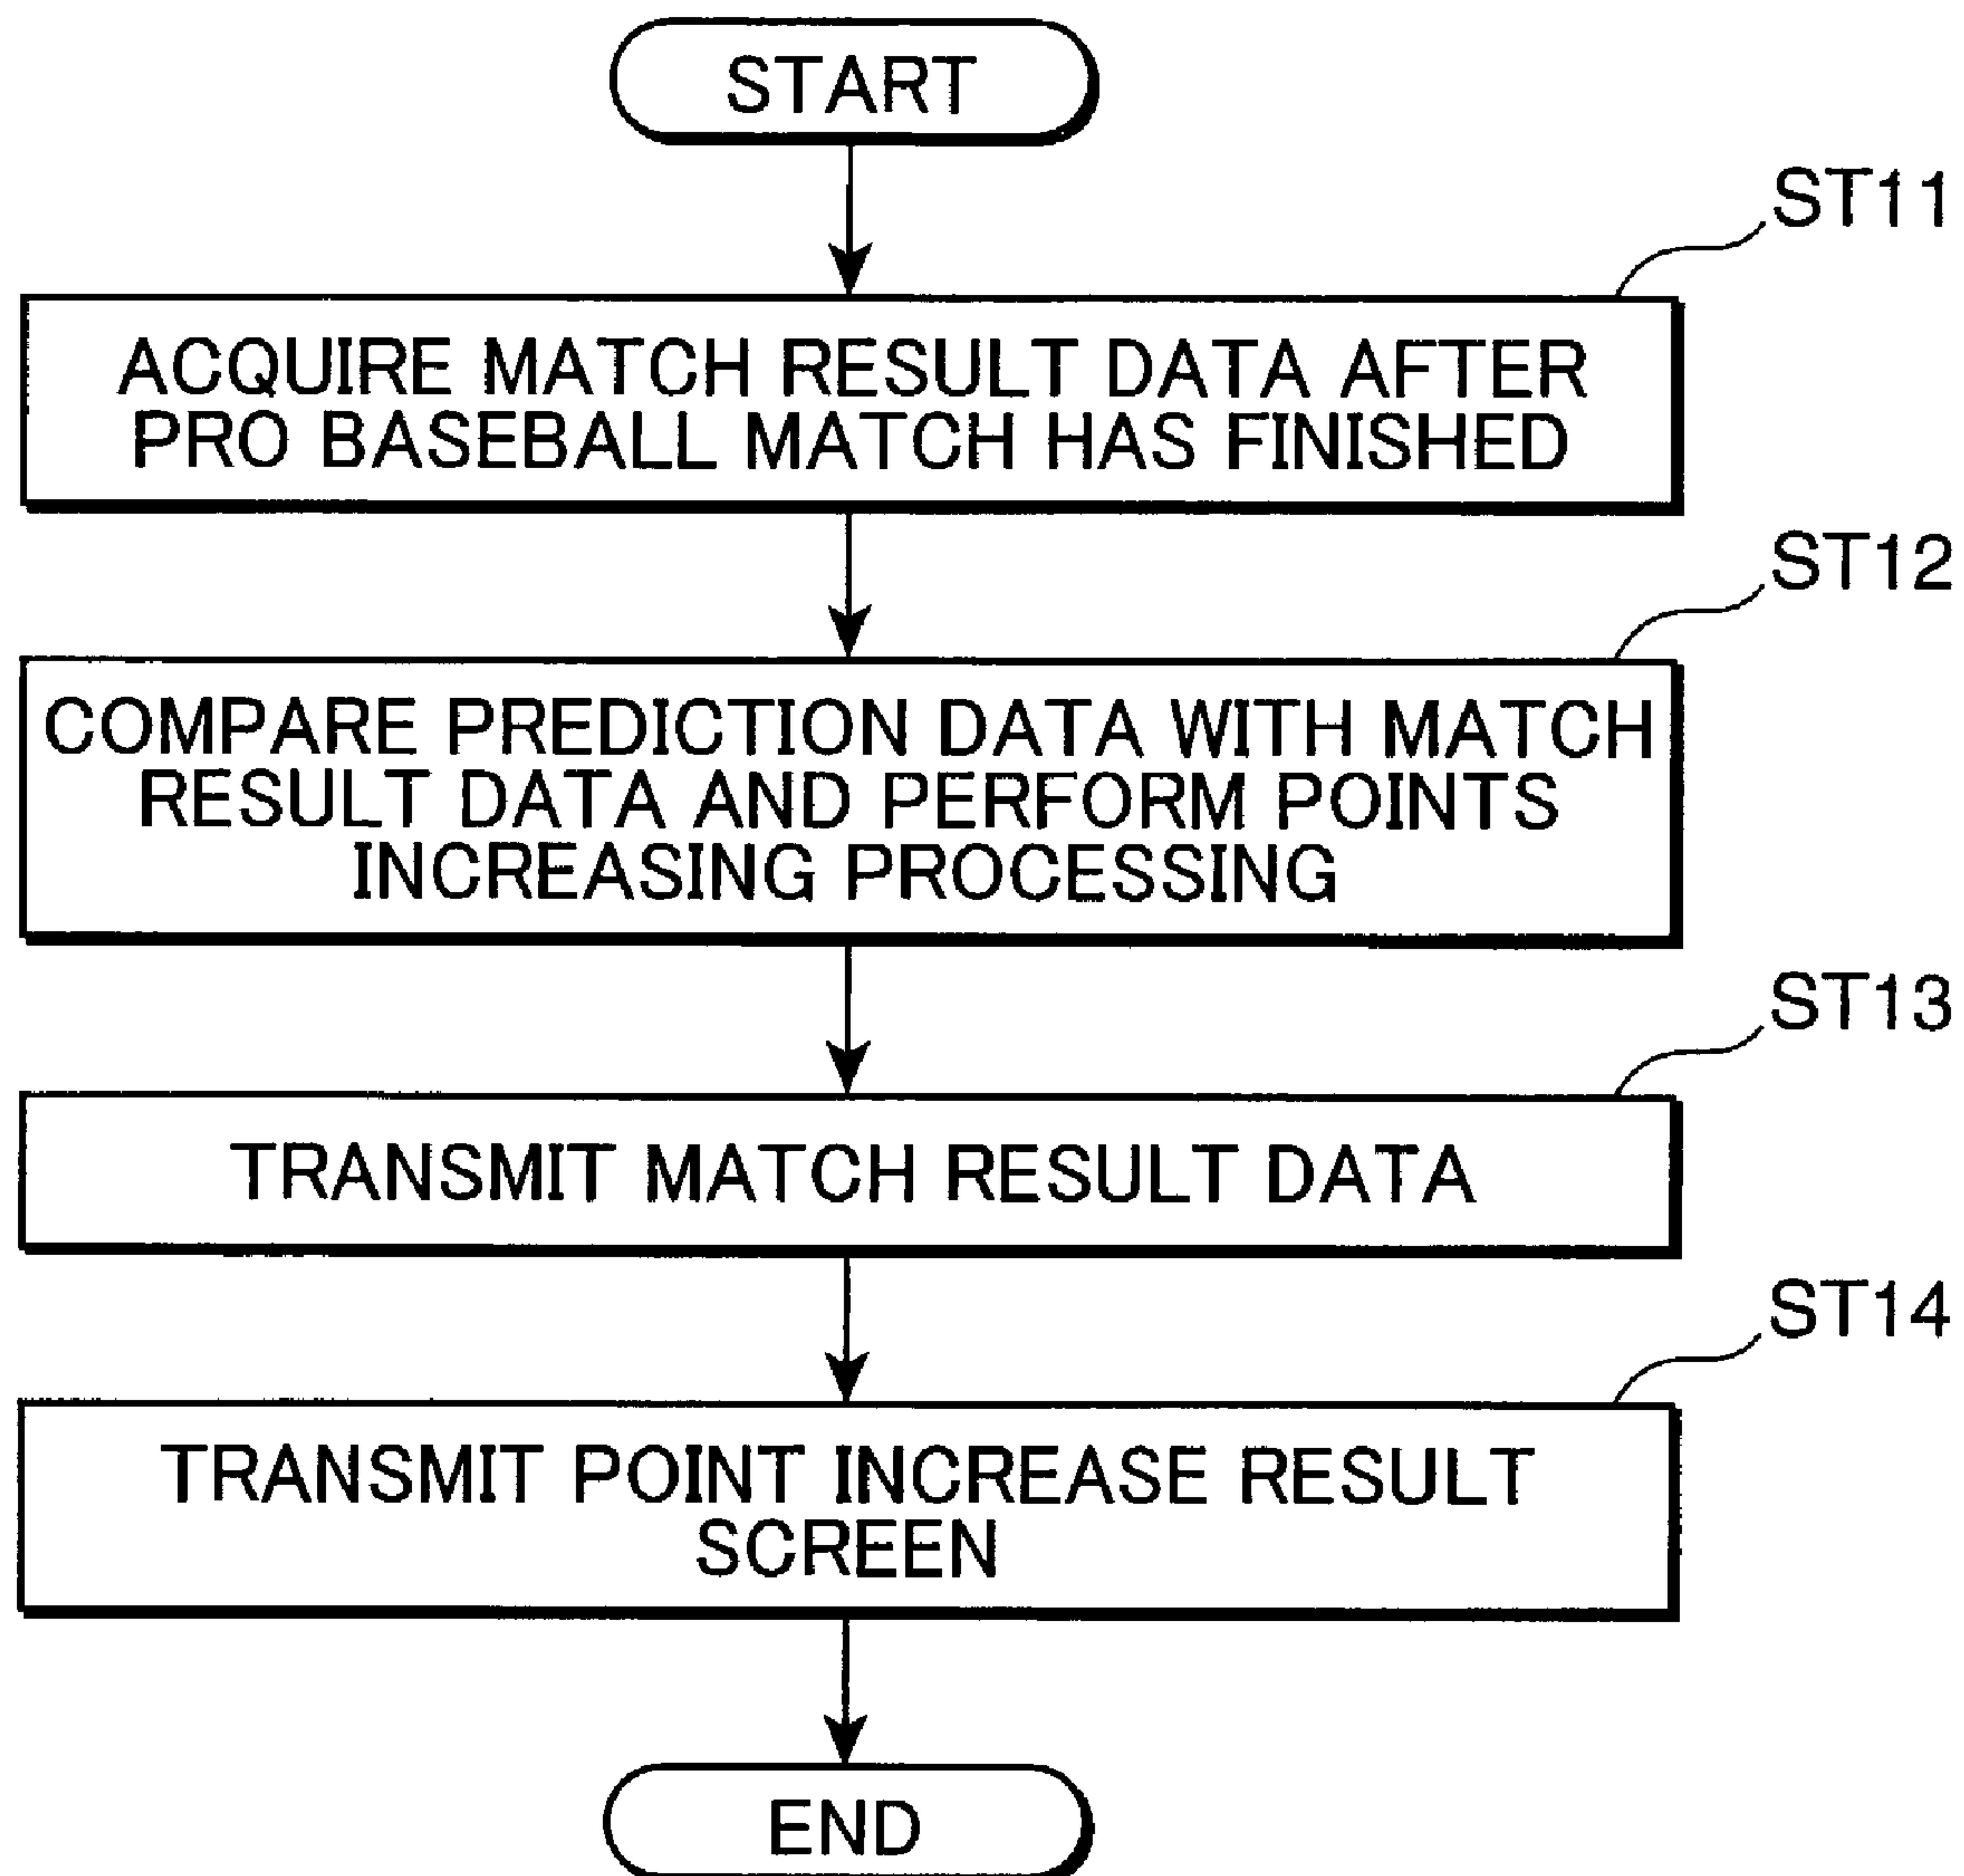 START
ST11
ACQUIRE MATCH RESULT DATA AFTER
PRO BASEBALL MATCH HAS FINISHED
ST12
COMPARE PREDICTION DATA WITH MATCH
RESULT DATA AND PERFORM POINTS
INCREASING PROCESSING
ST13
TRANSMIT MATCH RESULT DATA
ST14
TRANSMIT POINT INCREASE RESULT
SCREEN
END